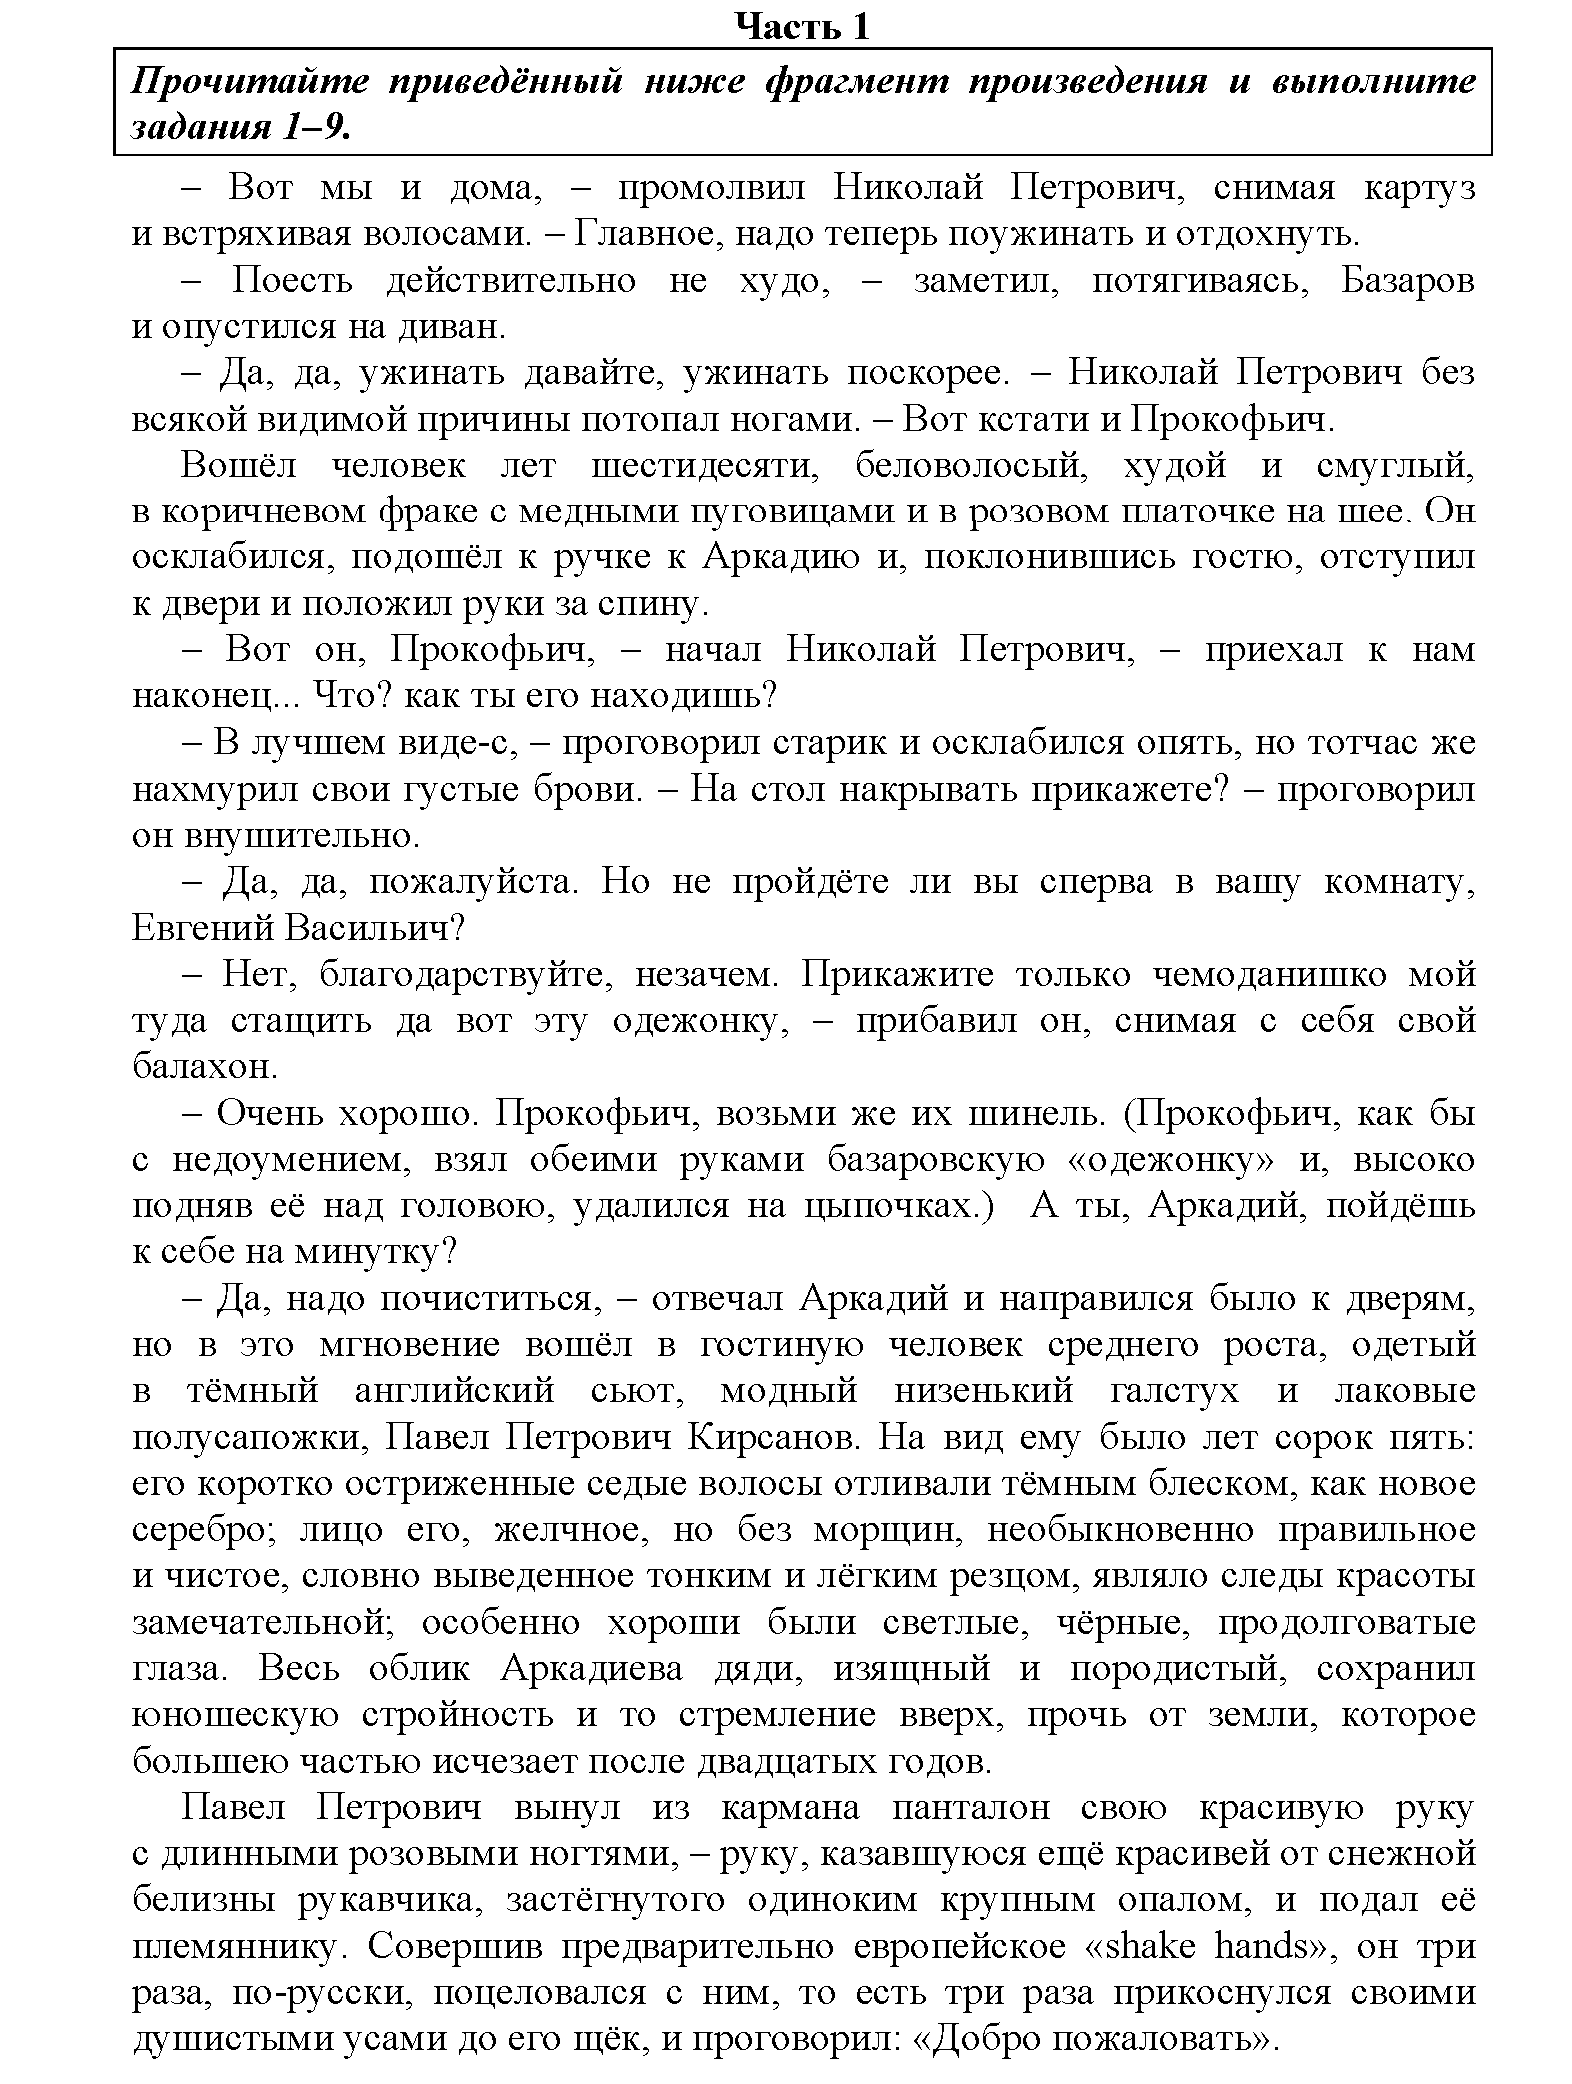 Часть 1
Прочитайте приведённый ниже фрагмент произведения и выполните
задания 1–9.
– Вот мы и дома, – промолвил Николай Петрович, снимая картуз
и встряхивая волосами. – Главное, надо теперь поужинать и отдохнуть.
– Поесть действительно не худо, – заметил, потягиваясь, Базаров
и опустился на диван.
– Да, да, ужинать давайте, ужинать поскорее. – Николай Петрович без
всякой видимой причины потопал ногами. – Вот кстати и Прокофьич.
Вошёл человек лет шестидесяти, беловолосый, худой и смуглый,
в коричневом фраке с медными пуговицами и в розовом платочке на шее. Он
осклабился, подошёл к ручке к Аркадию и, поклонившись гостю, отступил
к двери и положил руки за спину.
– Вот он, Прокофьич, – начал Николай Петрович, – приехал к нам
наконец... Что? как ты его находишь?
– В лучшем виде-с, – проговорил старик и осклабился опять, но тотчас же
нахмурил свои густые брови. – На стол накрывать прикажете? – проговорил
он внушительно.
– Да, да, пожалуйста. Но не пройдёте ли вы сперва в вашу комнату,
Евгений Васильич?
– Нет, благодарствуйте, незачем. Прикажите только чемоданишко мой
туда стащить да вот эту одежонку, – прибавил он, снимая с себя свой
балахон.
– Очень хорошо. Прокофьич, возьми же их шинель. (Прокофьич, как бы
с недоумением, взял обеими руками базаровскую «одежонку» и, высоко
подняв её над головою, удалился на цыпочках.) А ты, Аркадий, пойдёшь
к себе на минутку?
– Да, надо почиститься, – отвечал Аркадий и направился было к дверям,
но в это мгновение вошёл в гостиную человек среднего роста, одетый
в тёмный английский сьют, модный низенький галстух и лаковые
полусапожки, Павел Петрович Кирсанов. На вид ему было лет сорок пять:
его коротко остриженные седые волосы отливали тёмным блеском, как новое
серебро; лицо его, желчное, но без морщин, необыкновенно правильное
и чистое, словно выведенное тонким и лёгким резцом, являло следы красоты
замечательной; особенно хороши были светлые, чёрные, продолговатые
глаза. Весь облик Аркадиева дяди, изящный и породистый, сохранил
юношескую стройность и то стремление вверх, прочь от земли, которое
большею частью исчезает после двадцатых годов.
Павел Петрович вынул из кармана панталон свою красивую руку
с длинными розовыми ногтями, – руку, казавшуюся ещё красивей от снежной
белизны рукавчика, застёгнутого одиноким крупным опалом, и подал её
племяннику. Совершив предварительно европейское «shake hands», он три
раза, по-русски, поцеловался с ним, то есть три раза прикоснулся своими
душистыми усами до его щёк, и проговорил: «Добро пожаловать».